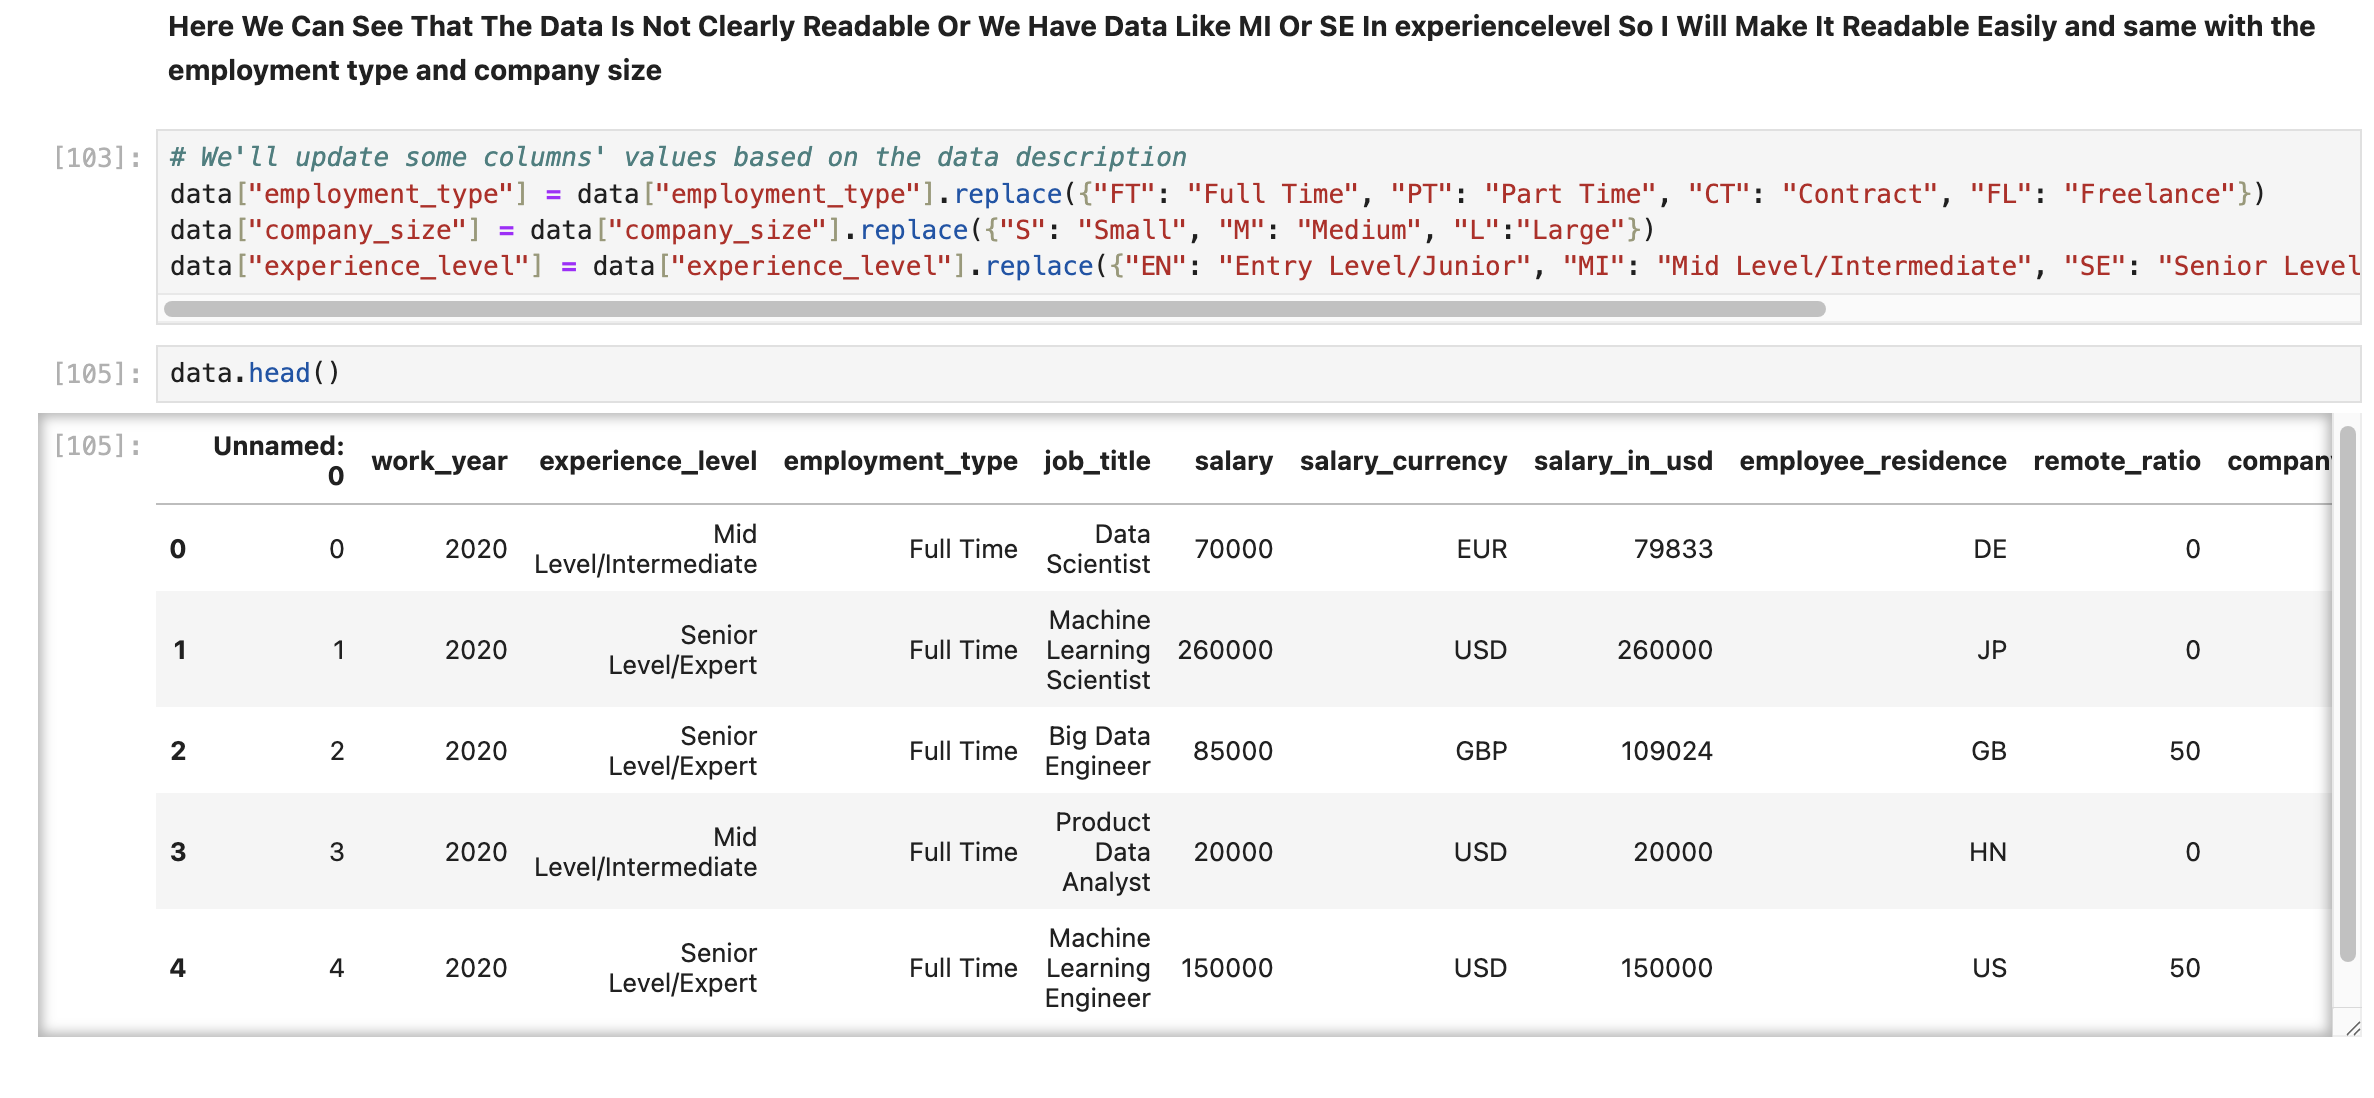 Here We Can See That The Data Is Not Clearly Readable Or We Have Data Like MI Or SE In experiencelevel So I Will Make It Readable Easily and same with the
employment type and company size
[103]:
# We'll update some columns' values based on the data description
data["employment_type"] = data["employment_type"].replace({"FT": "Full Time", "PT": "Part Time", "CT": "Contract", "FL": "Freelance"})
data["company_size"] = data["company_size"].replace({"S": "Small", "M": "Medium", "L":"Large"})
data["experience_level"] = data["experience_level"].replace({"EN": "Entry Level/Junior", "MI": "Mid Level/Intermediate", "SE": "Senior Level
[105]:
data.head()
[105]:
Unnamed: 0 work_year experience_level employment_type job_title salary salary_currency salary_in_usd employee_residence remote_ratio company
0 0 2020 Mid Level/Intermediate Full Time Data Scientist 70000 EUR 79833 DE 0
1 1 2020 Senior Level/Expert Full Time Machine Learning Scientist 260000 USD 260000 JP 0
2 2 2020 Senior Level/Expert Full Time Big Data Engineer 85000 GBP 109024 GB 50
3 3 2020 Mid Level/Intermediate Full Time Product Data Analyst 20000 USD 20000 HN 0
4 4 2020 Senior Level/Expert Full Time Machine Learning Engineer 150000 USD 150000 US 50